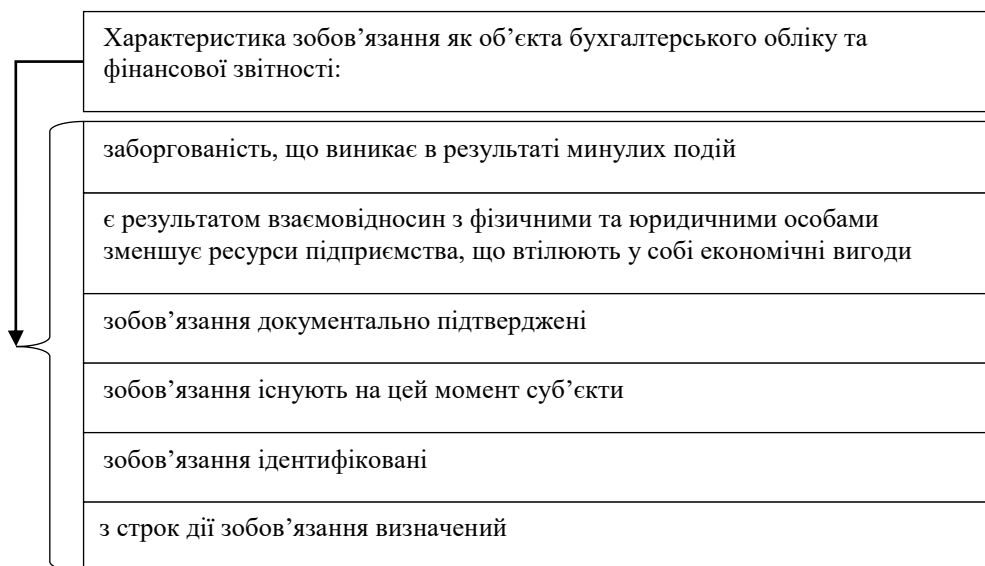 Характеристика зобов’язання як об’єкта бухгалтерського обліку та
фінансової звітності:
заборгованість, що виникає в результаті минулих подій
є результатом взаємовідносин з фізичними та юридичними особами
зменшує ресурси підприємства, що втілюють у собі економічні вигоди
зобов’язання документально підтверджені
зобов’язання існують на цей момент суб’єкти
зобов’язання ідентифіковані
з строк дії зобов’язання визначений